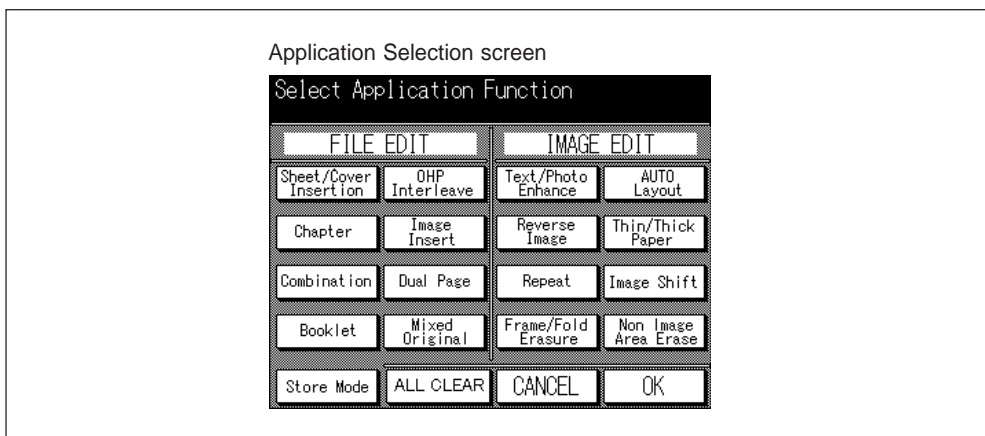 Application Selection screen
Select Application Function
FILE EDIT
IMAGE EDIT
Sheet/Cover
Insertion
OHP
Interleave
Text/Photo
Enhance
AUTO
Layout
Chapter
Image
Insert
Reverse
Image
Thin/Thick
Paper
Combination
Dual Page
Repeat
Image Shift
Booklet
Mixed
Original
Frame/Fold
Erasure
Non Image
Area Erase
Store Mode
ALL CLEAR
CANCEL
OK